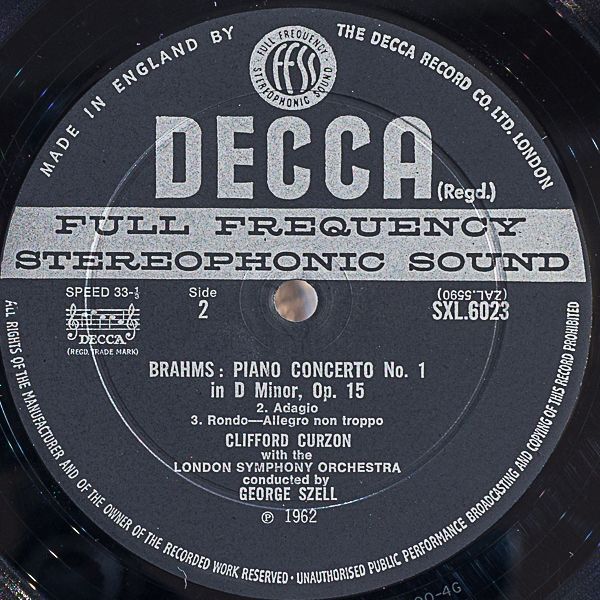 MADE IN ENGLAND BY
THE DECCA RECORD CO. LTD. LONDON
FULL FREQUENCY
ffss
STEREOPHONIC SOUND
DECCA
(Regd.)
FULL FREQUENCY
STEREOPHONIC SOUND
SPEED 33-⅓
Side
2
(ZAL.5590)
SXL.6023
DECCA
(REGD. TRADE MARK)
BRAHMS: PIANO CONCERTO No. 1
in D Minor, Op. 15
2. Adagio
3. Rondo—Allegro non troppo
CLIFFORD CURZON
with the
LONDON SYMPHONY ORCHESTRA
conducted by
GEORGE SZELL
℗ 1962
ALL RIGHTS OF THE MANUFACTURER AND OF THE OWNER OF THE RECORDED WORK RESERVED · UNAUTHORISED PUBLIC PERFORMANCE BROADCASTING AND COPYING OF THIS RECORD PROHIBITED